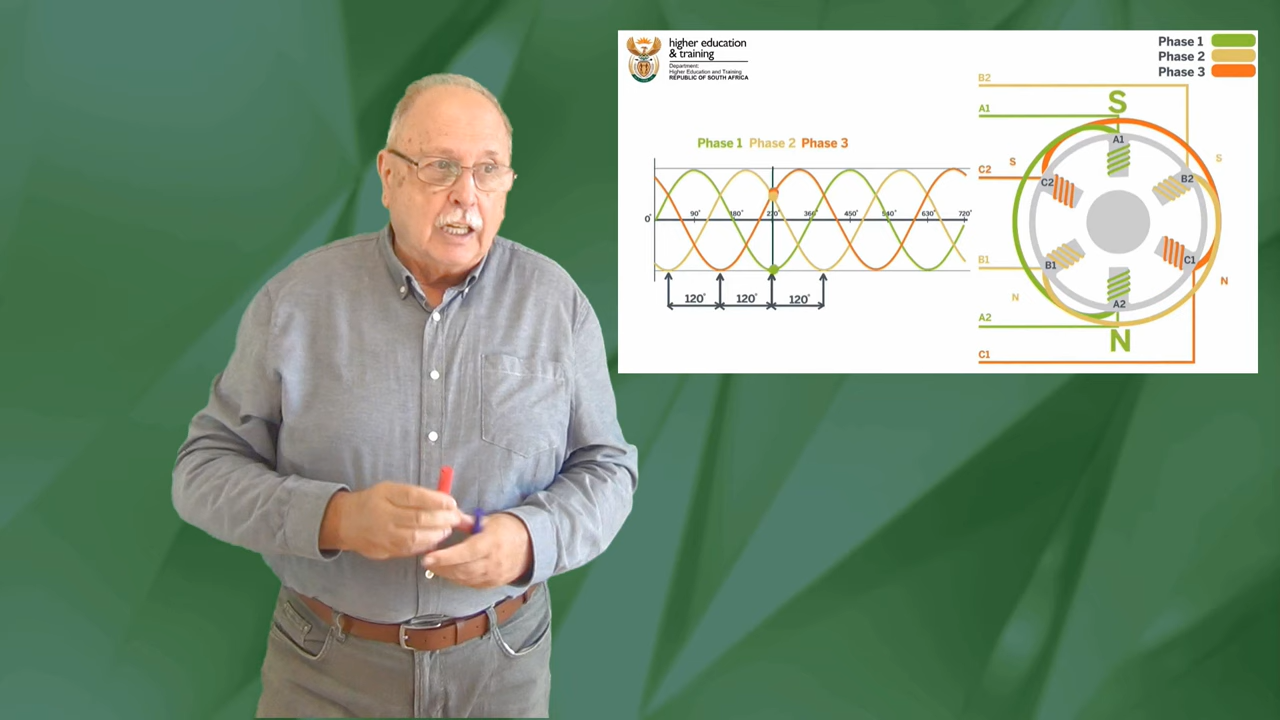 higher education
& training
Department:
Higher Education and Training
REPUBLIC OF SOUTH AFRICA
Phase 1
Phase 2
Phase 3
Phase 1 Phase 2 Phase 3
0°
90° 180° 270° 360° 450° 540° 630° 720°
120° 120° 120°
B2
A1
S
A1
S
S
C2
C2
B2
B1
B1
C1
N
N
A2
A2
N
C1